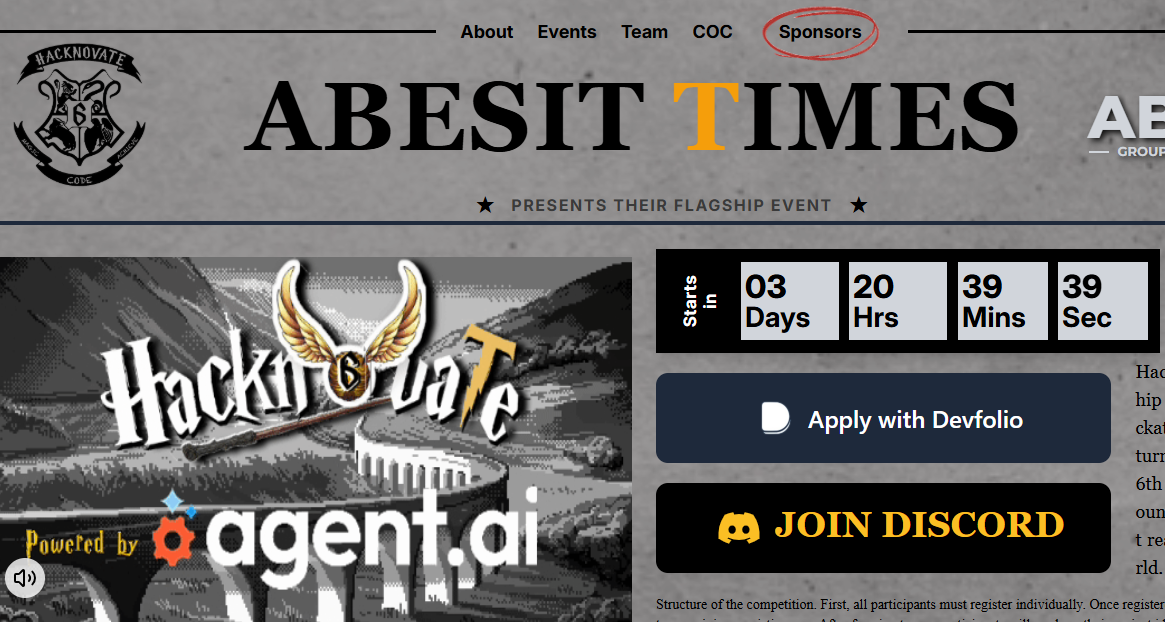 About Events Team COC Sponsors
HACKNOVATE
6
CODE
ABESIT TIMES
AB
GROUP
★ PRESENTS THEIR FLAGSHIP EVENT ★
Starts in
03 Days
20 Hrs
39 Mins
39 Sec
Hackn6vaTe
Powered by agent.ai
Apply with Devfolio
JOIN DISCORD
Hac
hip
ckat
turn
6th
oun
t rea
rld.
Structure of the competition. First, all participants must register individually. Once register